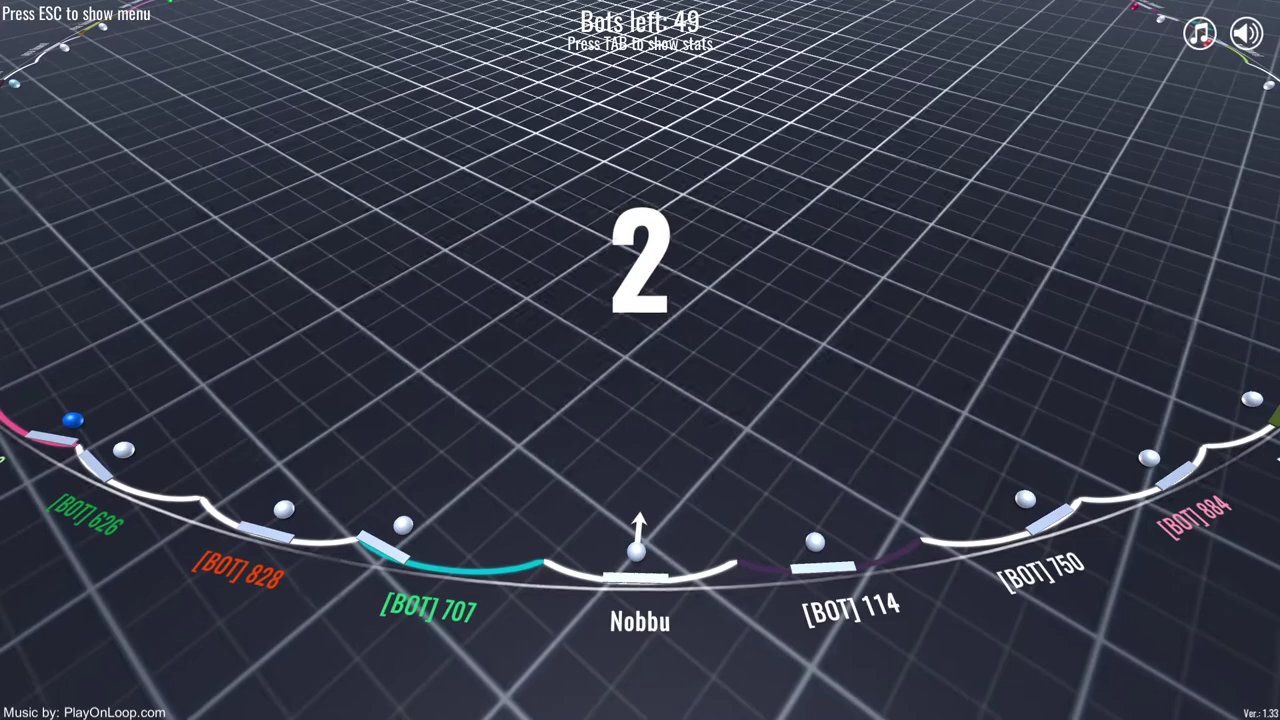 Press ESC to show menu
Bots left: 49
Press TAB to show stats
2
[BOT] 626
[BOT] 828
[BOT] 707
Nobbu
[BOT] 114
[BOT] 750
[BOT] 884
Music by: PlayOnLoop.com
Ver.: 1.33